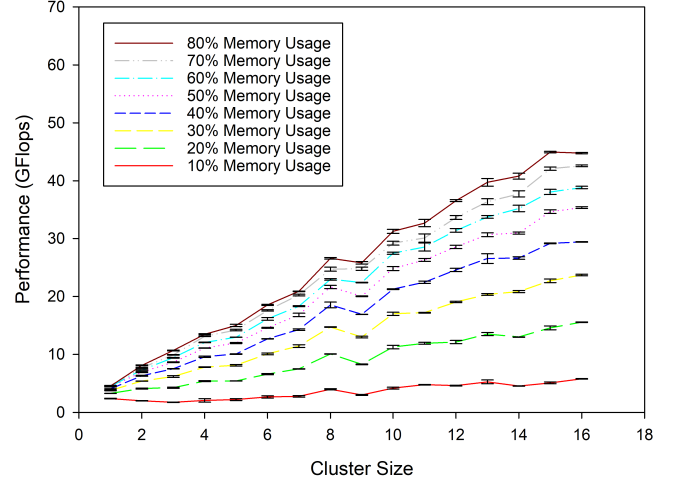 70
60
50
40
30
20
10
0
Performance (GFlops)
80% Memory Usage
70% Memory Usage
60% Memory Usage
50% Memory Usage
40% Memory Usage
30% Memory Usage
20% Memory Usage
10% Memory Usage
0 2 4 6 8 10 12 14 16 18
Cluster Size